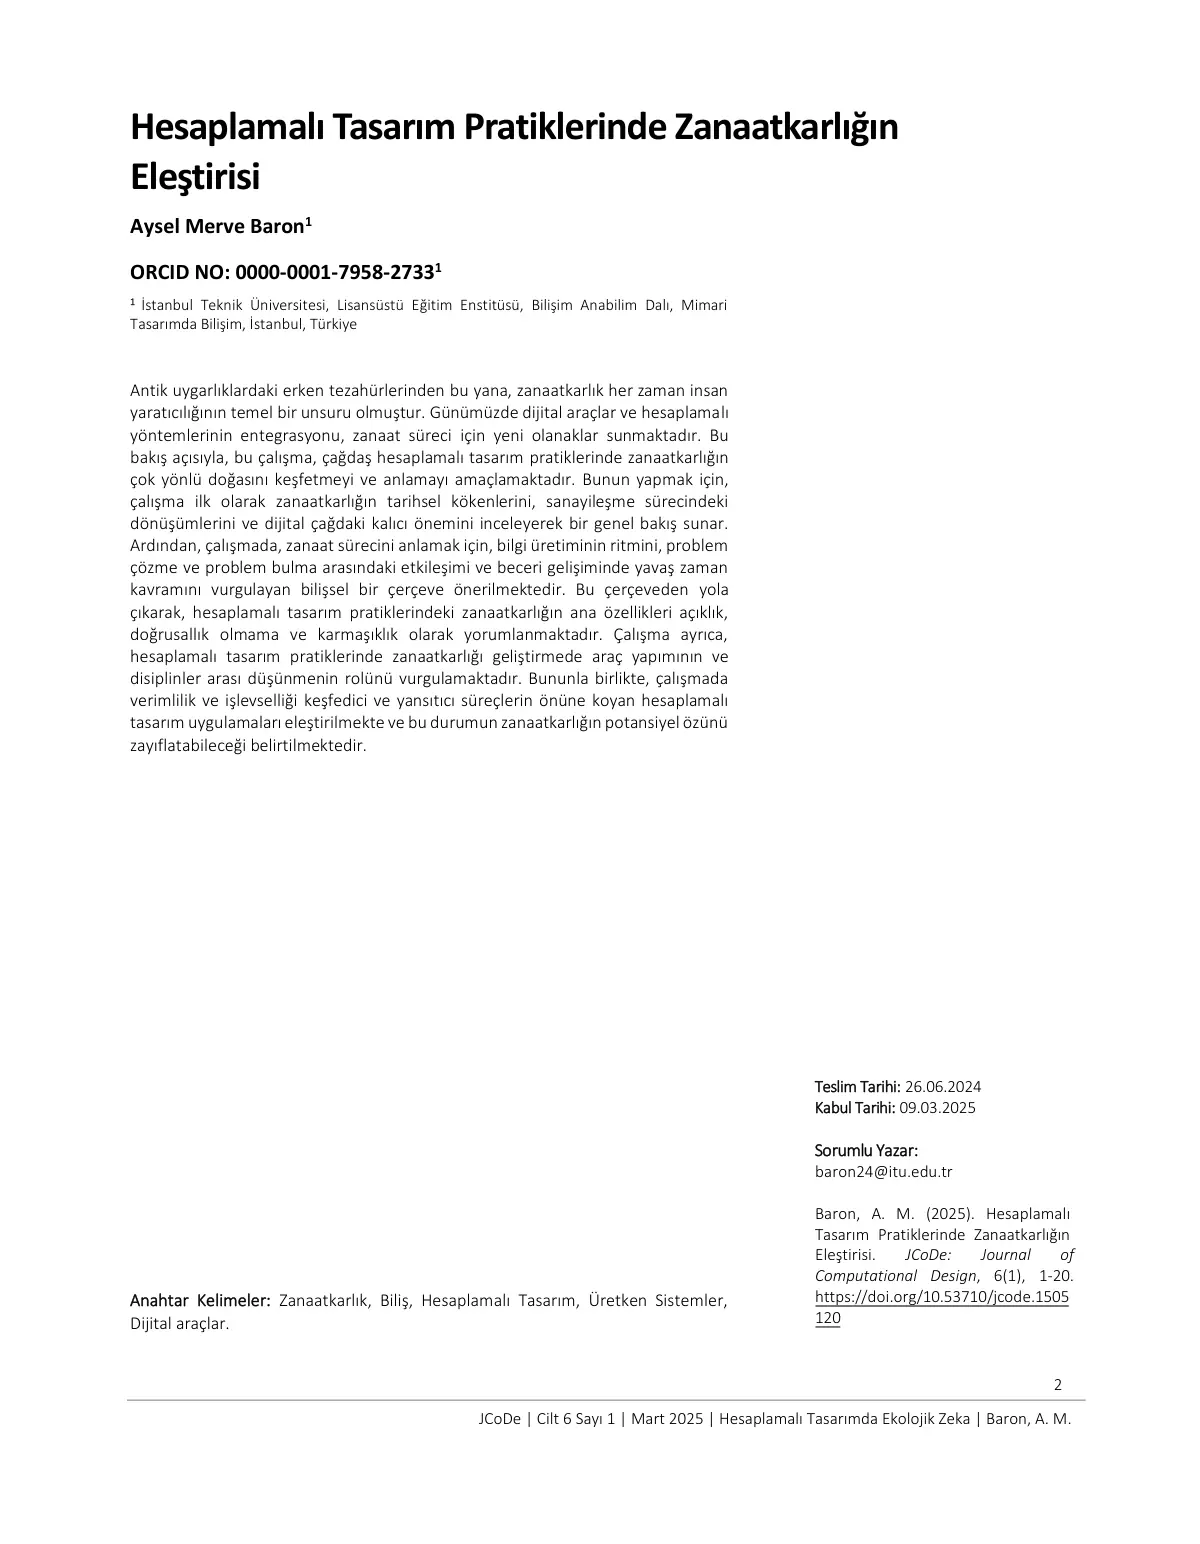 Hesaplamalı Tasarım Pratiklerinde Zanaatkarlığın
Eleştirisi
Aysel Merve Baron¹
ORCID NO: 0000-0001-7958-2733¹
¹ İstanbul Teknik Üniversitesi, Lisansüstü Eğitim Enstitüsü, Bilişim Anabilim Dalı, Mimari
Tasarımda Bilişim, İstanbul, Türkiye
Antik uygarlıklardaki erken tezahürlerinden bu yana, zanaatkarlık her zaman insan
yaratıcılığının temel bir unsuru olmuştur. Günümüzde dijital araçlar ve hesaplamalı
yöntemlerinin entegrasyonu, zanaat süreci için yeni olanaklar sunmaktadır. Bu
bakış açısıyla, bu çalışma, çağdaş hesaplamalı tasarım pratiklerinde zanaatkarlığın
çok yönlü doğasını keşfetmeyi ve anlamayı amaçlamaktadır. Bunun yapmak için,
çalışma ilk olarak zanaatkarlığın tarihsel kökenlerini, sanayileşme sürecindeki
dönüşümlerini ve dijital çağdaki kalıcı önemini inceleyerek bir genel bakış sunar.
Ardından, çalışmada, zanaat sürecini anlamak için, bilgi üretiminin ritmini, problem
çözme ve problem bulma arasındaki etkileşimi ve beceri gelişiminde yavaş zaman
kavramını vurgulayan bilişsel bir çerçeve önerilmektedir. Bu çerçeveden yola
çıkarak, hesaplamalı tasarım pratiklerindeki zanaatkarlığın ana özellikleri açıklık,
doğrusallık olmama ve karmaşıklık olarak yorumlanmaktadır. Çalışma ayrıca,
hesaplamalı tasarım pratiklerinde zanaatkarlığı geliştirmede araç yapımının ve
disiplinler arası düşünmenin rolünü vurgulamaktadır. Bununla birlikte, çalışmada
verimlilik ve işlevselliği keşfedici ve yansıtıcı süreçlerin önüne koyan hesaplamalı
tasarım uygulamaları eleştirilmekte ve bu durumun zanaatkarlığın potansiyel özünü
zayıflatabileceği belirtilmektedir.
Teslim Tarihi: 26.06.2024
Kabul Tarihi: 09.03.2025
Sorumlu Yazar:
baron24@itu.edu.tr
Baron, A. M. (2025). Hesaplamalı
Tasarım Pratiklerinde Zanaatkarlığın
Eleştirisi. JCoDe: Journal of
Computational Design, 6(1), 1-20.
https://doi.org/10.53710/jcode.1505
120
Anahtar Kelimeler: Zanaatkarlık, Biliş, Hesaplamalı Tasarım, Üretken Sistemler,
Dijital araçlar.
2
JCoDe | Cilt 6 Sayı 1 | Mart 2025 | Hesaplamalı Tasarımda Ekolojik Zeka | Baron, A. M.